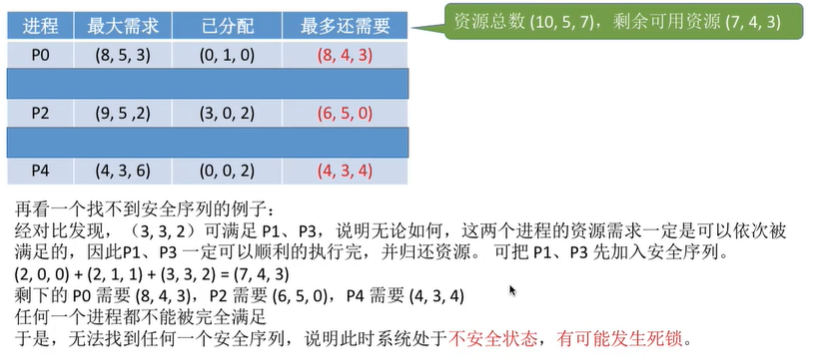 进程 最大需求 已分配 最多还需要
资源总数 (10, 5, 7)，剩余可用资源 (7, 4, 3)
P0 (8, 5, 3) (0, 1, 0) (8, 4, 3)
P2 (9, 5 ,2) (3, 0, 2) (6, 5, 0)
P4 (4, 3, 6) (0, 0, 2) (4, 3, 4)
再看一个找不到安全序列的例子：
经对比发现，（3, 3, 2）可满足 P1、P3，说明无论如何，这两个进程的资源需求一定是可以依次被
满足的，因此P1、P3 一定可以顺利的执行完，并归还资源。 可把 P1、P3 先加入安全序列。
(2, 0, 0) + (2, 1, 1) + (3, 3, 2) = (7, 4, 3)
剩下的 P0 需要 (8, 4, 3)，P2 需要 (6, 5, 0)，P4 需要 (4, 3, 4)
任何一个进程都不能被完全满足
于是，无法找到任何一个安全序列，说明此时系统处于不安全状态，有可能发生死锁。